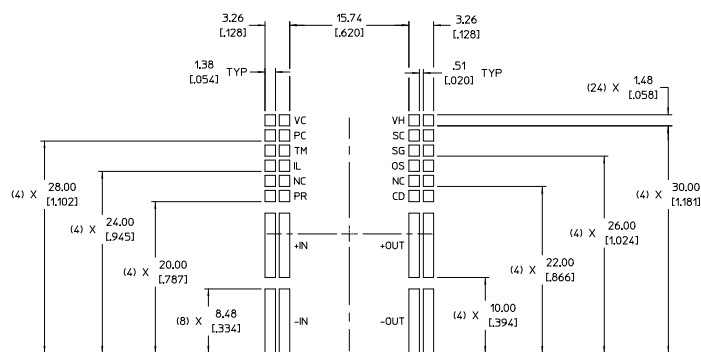 3.26
[.128]
15.74
[.620]
3.26
[.128]
1.38
[.054]
TYP
.51
[.020]
TYP
(24) X
1.48
[.058]
VC
VH
PC
SC
TM
SG
IL
OS
NC
NC
PR
CD
(4) X
28.00
[1.102]
(4) X
30.00
[1.181]
(4) X
24.00
[.945]
(4) X
26.00
[1.024]
+IN
+OUT
(4) X
20.00
[.787]
(4) X
22.00
[.866]
(8) X
8.48
[.334]
-IN
-OUT
(4) X
10.00
[.394]